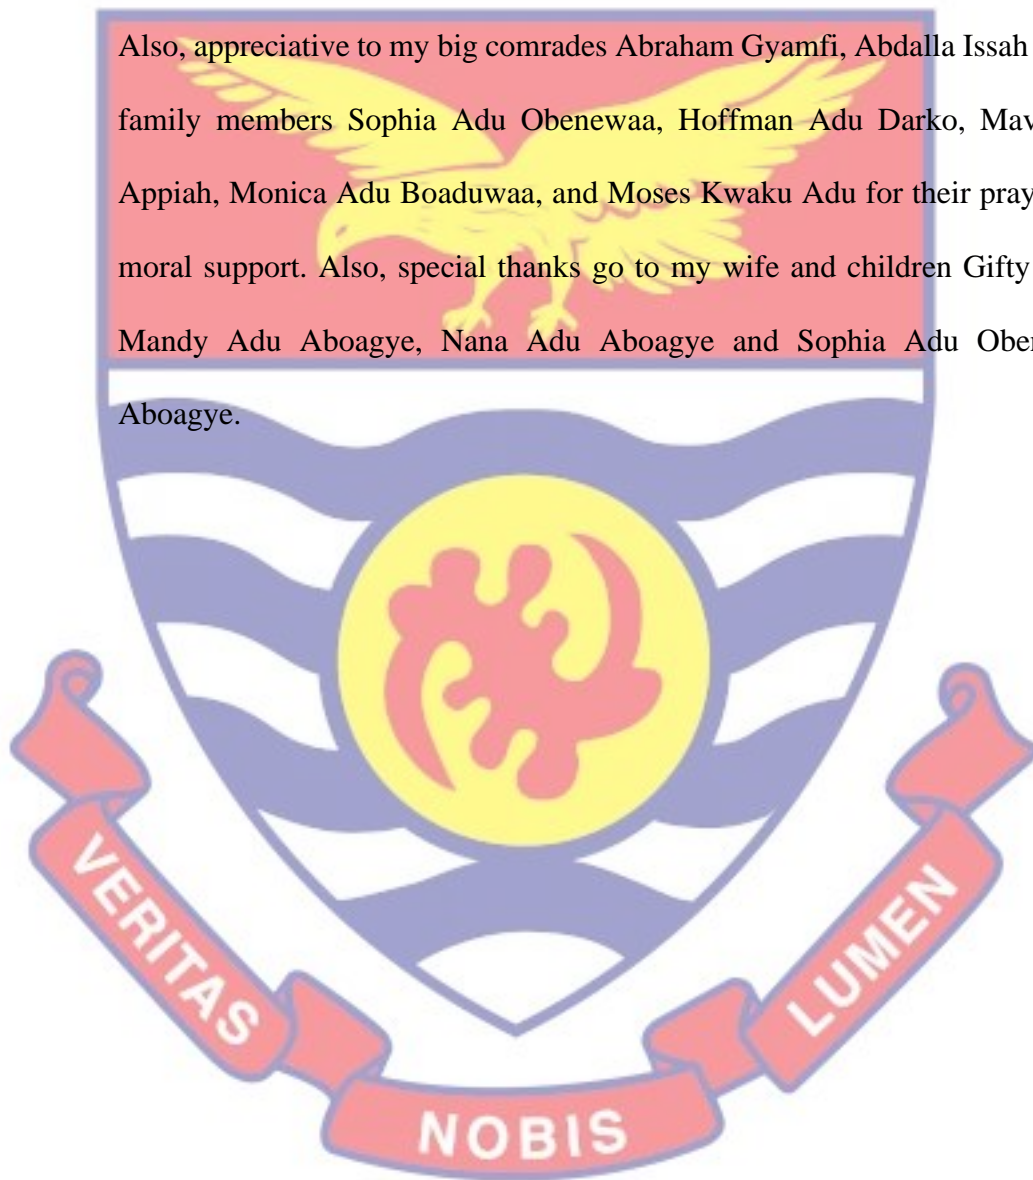 Also, appreciative to my big comrades Abraham Gyamfi, Abdalla Issah
family members Sophia Adu Obenewaa, Hoffman Adu Darko,
Appiah, Monica Adu Boaduwaa, and Moses Kwaku Adu for their
moral support. Also, special thanks go to my wife and children Gifty
Mandy Adu Aboagye, Nana Adu Aboagye and Sophia Adu
Aboagye.
VERITAS
NOBIS
LUMEN